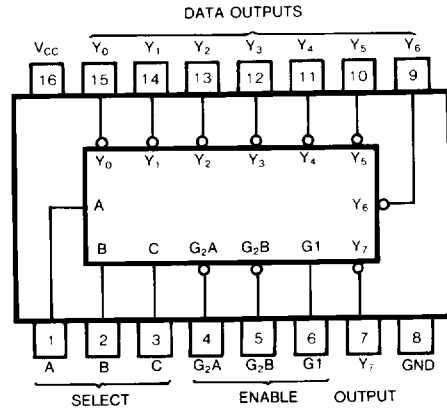 DATA OUTPUTS
VCC Y0 Y1 Y2 Y3 Y4 Y5 Y6
16 15 14 13 12 11 10 9
Y0 Y1 Y2 Y3 Y4 Y5
A Y6
B C G2A G2B G1 Y7
1 2 3 4 5 6 7 8
A B C G2A G2B G1 Y7 GND
SELECT ENABLE OUTPUT